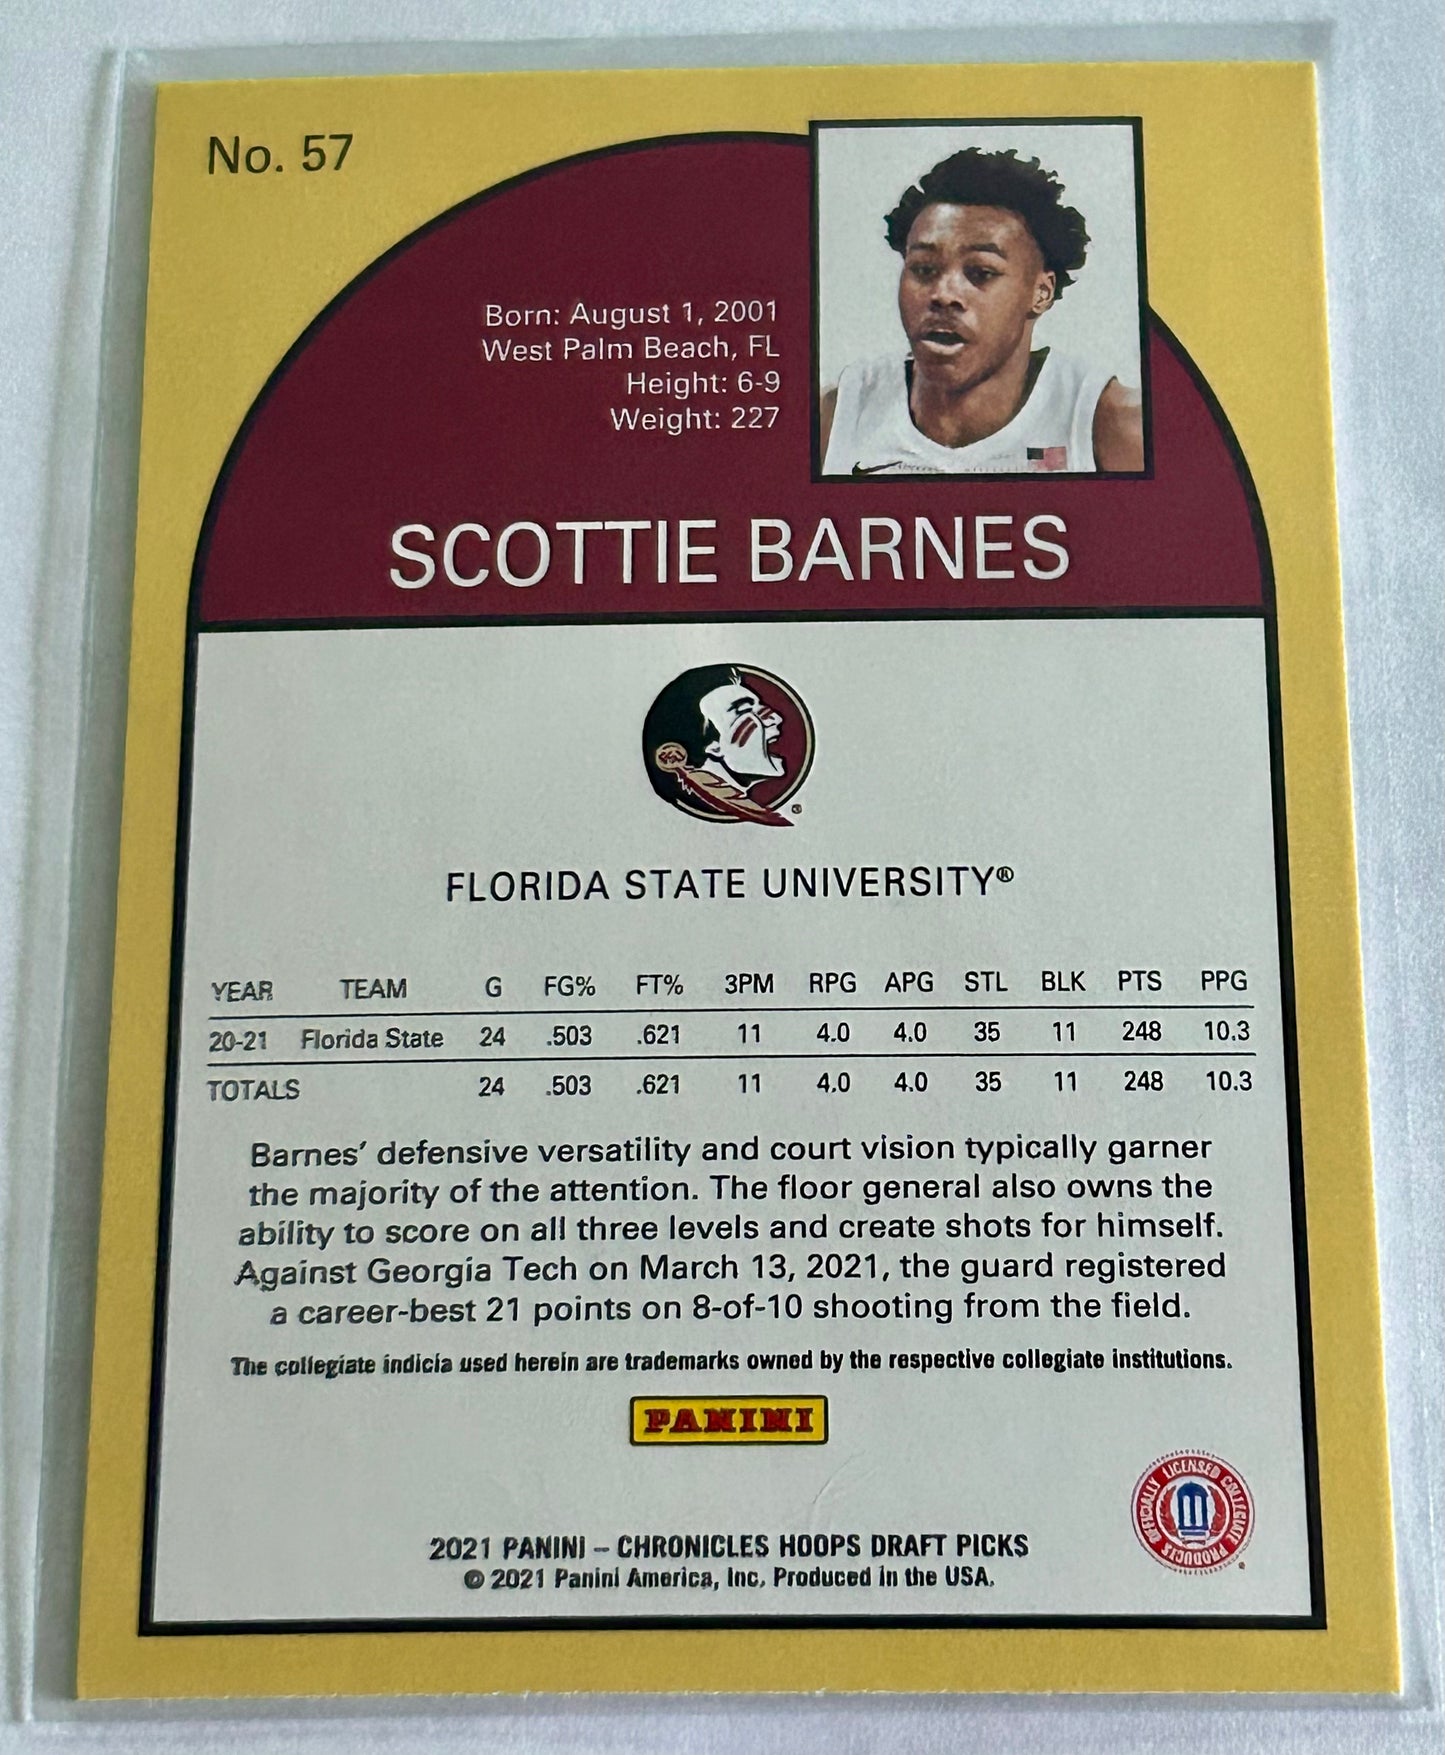 No. 57
Born: August 1, 2001
West Palm Beach, FL
Height: 6-9
Weight: 227
SCOTTIE BARNES
FLORIDA STATE UNIVERSITY®
YEAR TEAM G FG% FT% 3PM RPG APG STL BLK PTS PPG
20-21 Florida State 24 .503 .621 11 4.0 4.0 35 11 248 10.3
TOTALS 24 .503 .621 11 4.0 4.0 35 11 248 10.3
Barnes’ defensive versatility and court vision typically garner
the majority of the attention. The floor general also owns the
ability to score on all three levels and create shots for himself.
Against Georgia Tech on March 13, 2021, the guard registered
a career-best 21 points on 8-of-10 shooting from the field.
The collegiate indicia used herein are trademarks owned by the respective collegiate institutions.
PANINI
OFFICIALLY LICENSED COLLEGIATE PRODUCTS
2021 PANINI – CHRONICLES HOOPS DRAFT PICKS
© 2021 Panini America, Inc. Produced in the USA.